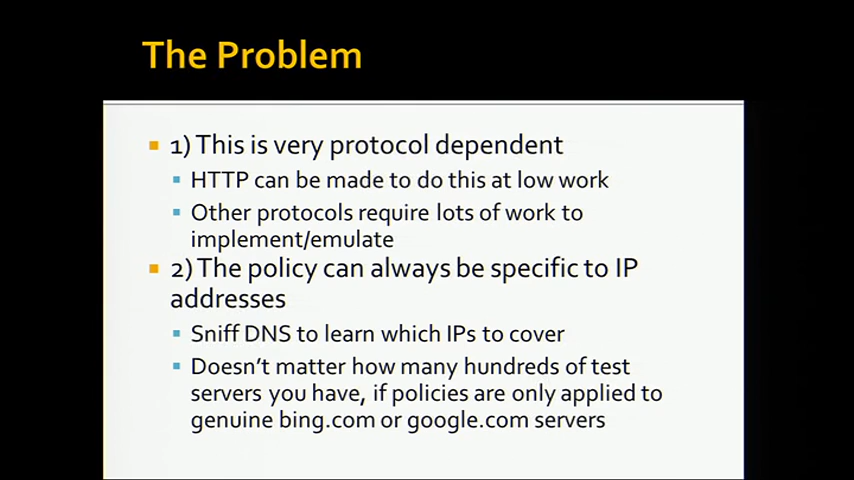 The Problem
1) This is very protocol dependent
HTTP can be made to do this at low work
Other protocols require lots of work to
implement/emulate
2) The policy can always be specific to IP
addresses
Sniff DNS to learn which IPs to cover
Doesn't matter how many hundreds of test
servers you have, if policies are only applied to
genuine bing.com or google.com servers